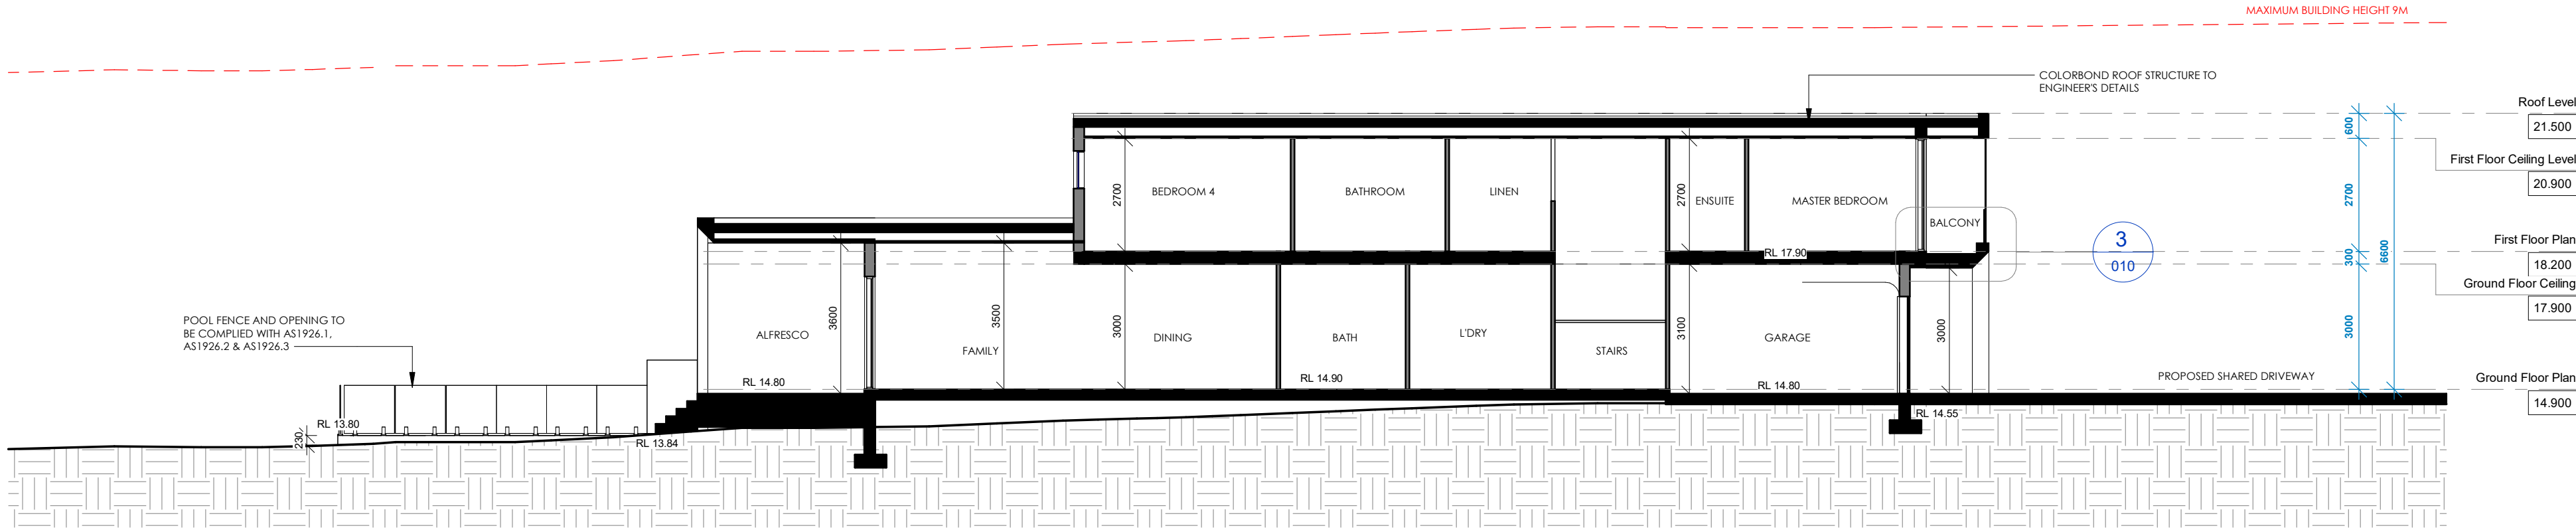 MAXIMUM BUILDING HEIGHT 9M
COLORBOND ROOF STRUCTURE TO
ENGINEER'S DETAILS
Roof Level
21.500
600
First Floor Ceiling Level
20.900
2700
BEDROOM 4
BATHROOM
LINEN
2700
ENSUITE
MASTER BEDROOM
BALCONY
2700
3
010
First Floor Plan
18.200
RL 17.90
300
6600
Ground Floor Ceiling
17.900
POOL FENCE AND OPENING TO
BE COMPLIED WITH AS1926.1,
AS1926.2 & AS1926.3
ALFRESCO
3600
FAMILY
3500
3000
DINING
BATH
L'DRY
STAIRS
3100
GARAGE
3000
3000
PROPOSED SHARED DRIVEWAY
Ground Floor Plan
14.900
RL 14.80
RL 14.90
RL 14.80
RL 14.55
RL 13.80
230
RL 13.84